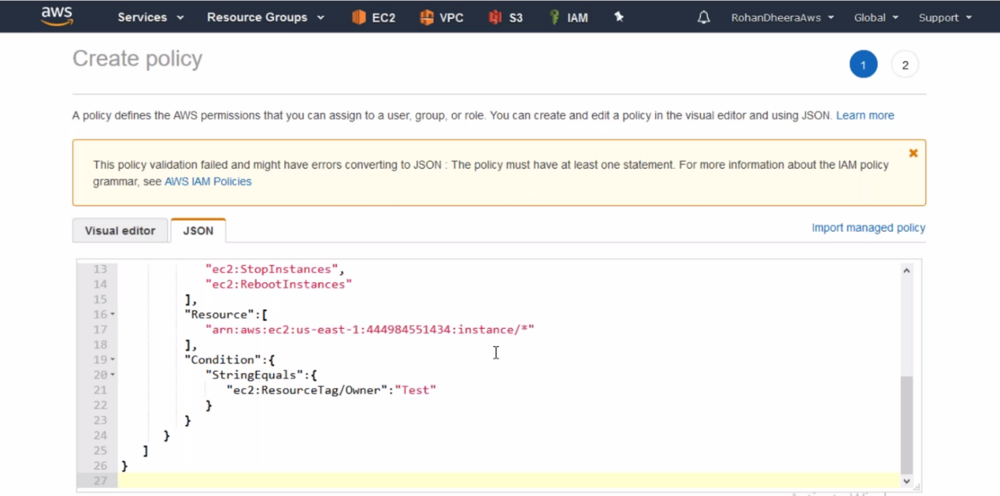 aws Services Resource Groups EC2 VPC S3 IAM RohanDheeraAws Global Support
Create policy
1 2
A policy defines the AWS permissions that you can assign to a user, group, or role. You can create and edit a policy in the visual editor and using JSON. Learn more
This policy validation failed and might have errors converting to JSON : The policy must have at least one statement. For more information about the IAM policy
grammar, see AWS IAM Policies
Visual editor JSON Import managed policy
13 "ec2:StopInstances",
14 "ec2:RebootInstances"
15 ],
16 "Resource":[
17 "arn:aws:ec2:us-east-1:444984551434:instance/*"
18 ],
19 "Condition":{
20 "StringEquals":{
21 "ec2:ResourceTag/Owner":"Test"
22 }
23 }
24 }
25 ]
26 }
27